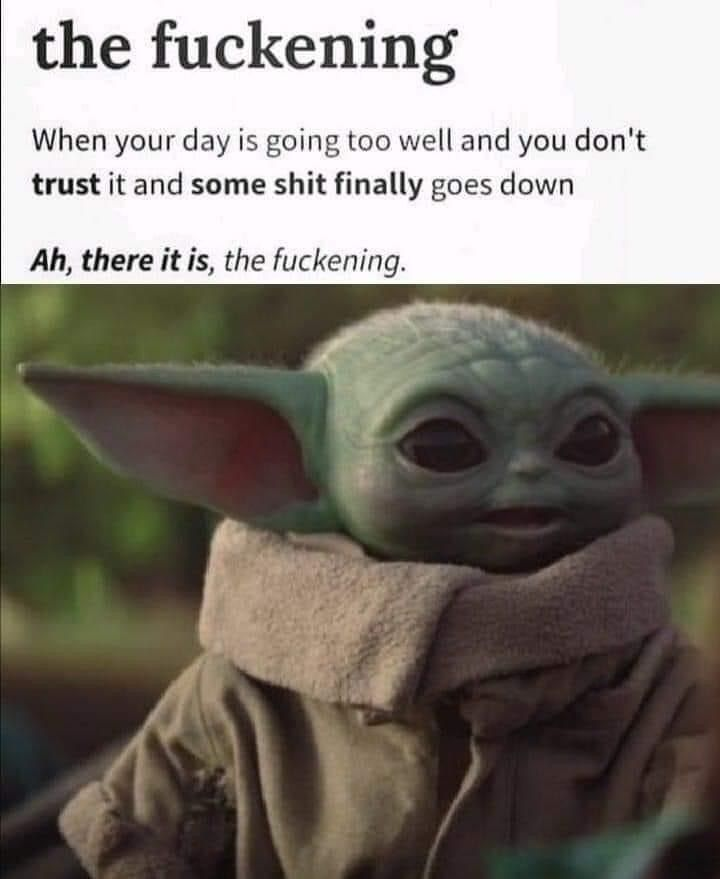 the fuckening
When your day is going too well and you don't
trust it and some shit finally goes down
Ah, there it is, the fuckening.